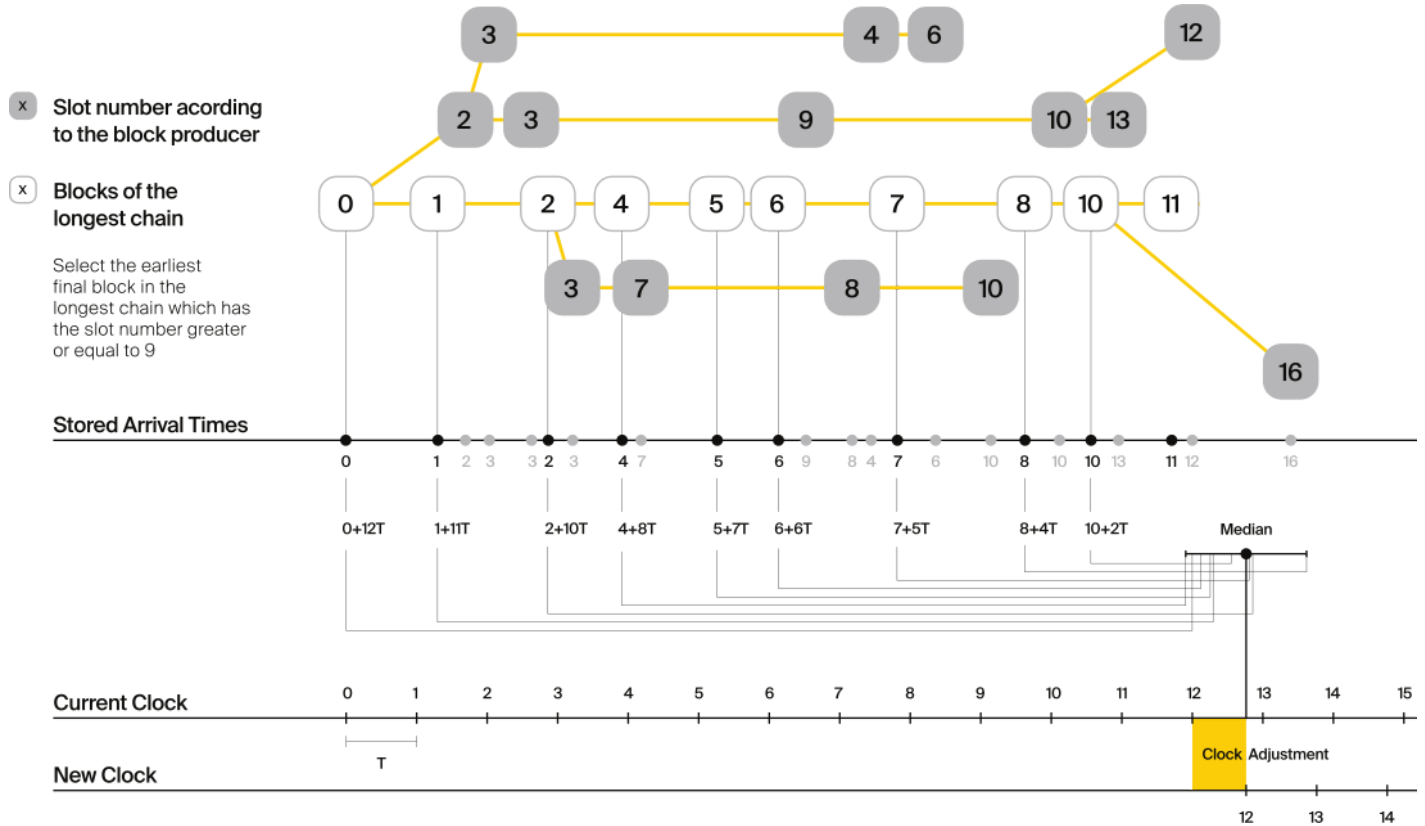 3 4 6 12
x Slot number acording
to the block producer
2 3 9 10 13
x Blocks of the
longest chain
0 1 2 4 5 6 7 8 10 11
Select the earliest
final block in the
longest chain which has
the slot number greater
or equal to 9
3 7 8 10
16
Stored Arrival Times
0 1 2 3 3 2 3 4 7 5 6 9 8 4 7 6 10 8 10 10 13 11 12 16
0+12T 1+11T 2+10T 4+8T 5+7T 6+6T 7+5T 8+4T 10+2T Median
Current Clock
0 1 2 3 4 5 6 7 8 9 10 11 12 13 14 15
T
Clock Adjustment
New Clock
12 13 14